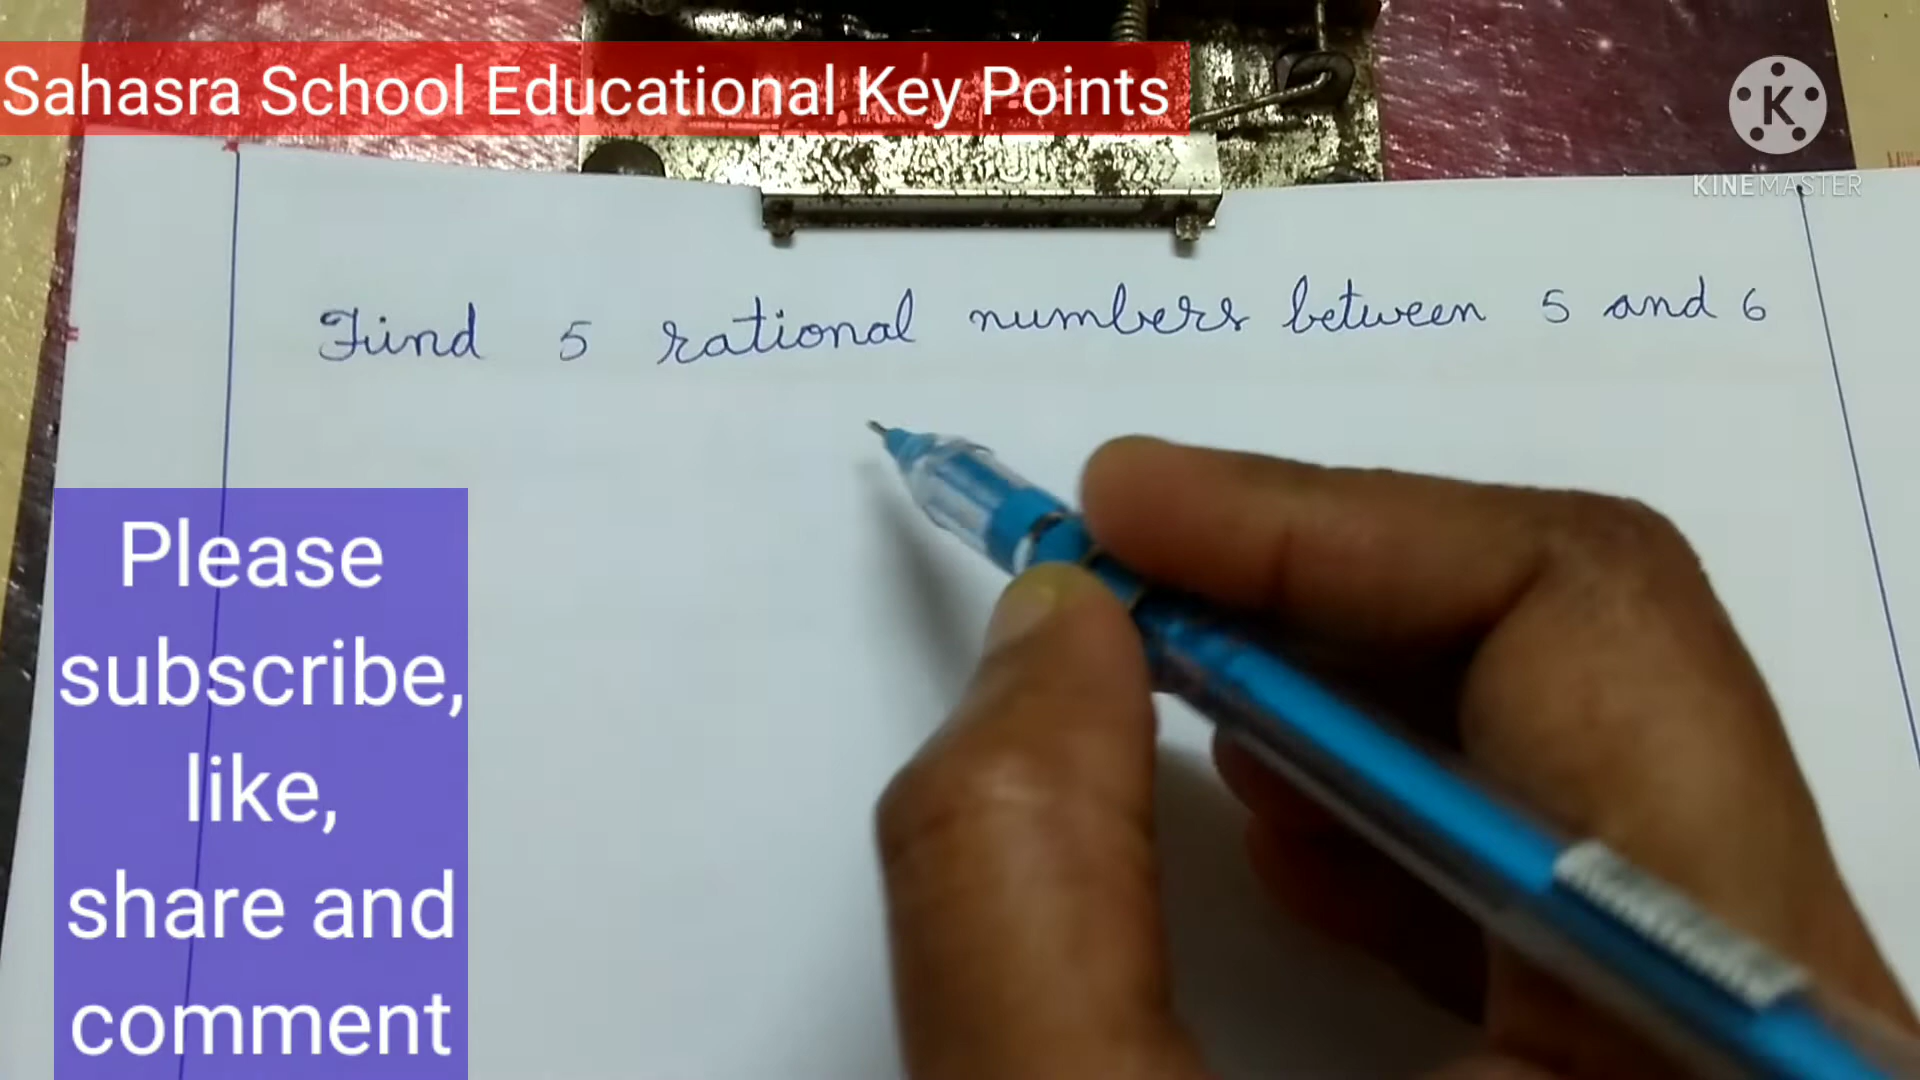 Sahasra School Educational Key Points
K
KINEMASTER
Find 5 rational numbers between 5 and 6
Please
subscribe,
like,
share and
comment